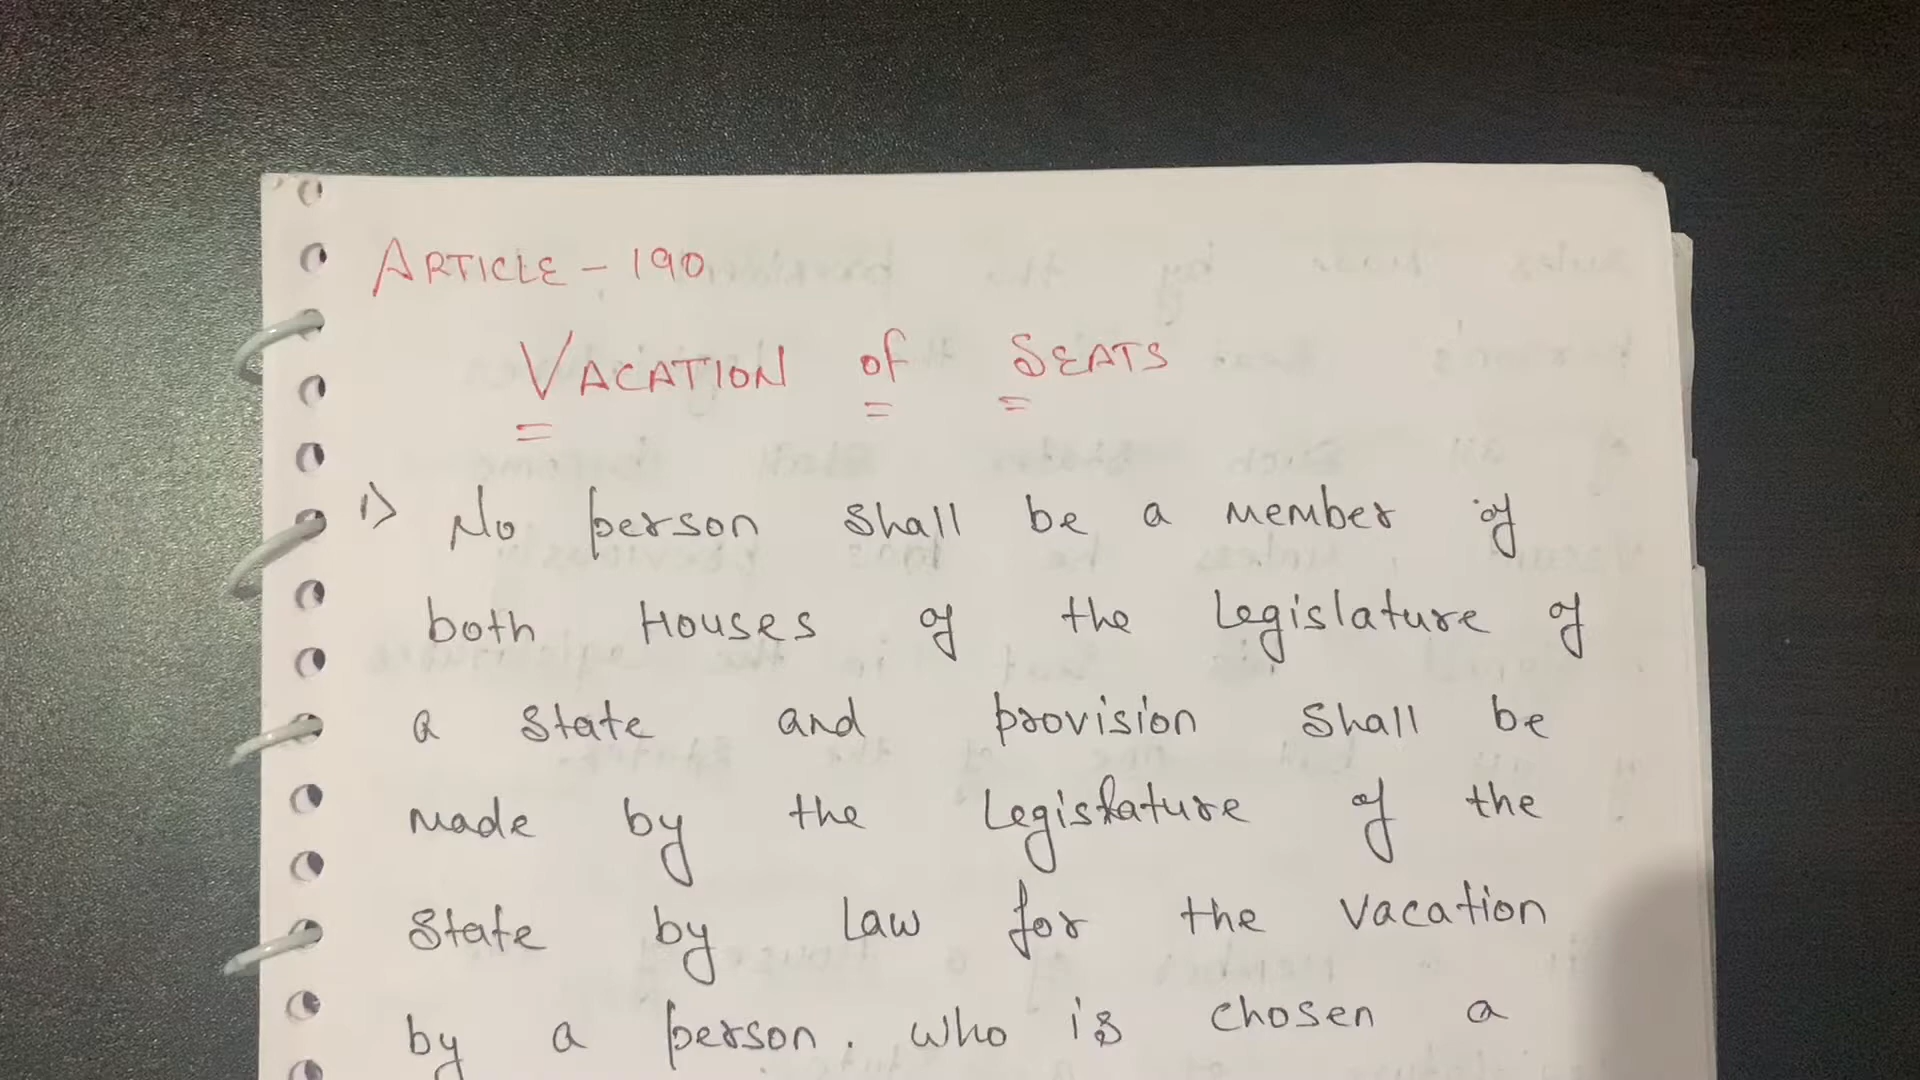 ARTICLE - 190
VACATION of SEATS
1) No person shall be a member of
both Houses of the Legislature of
a state and provision shall be
made by the Legislature of the
State by Law for the vacation
by a person. who is chosen a